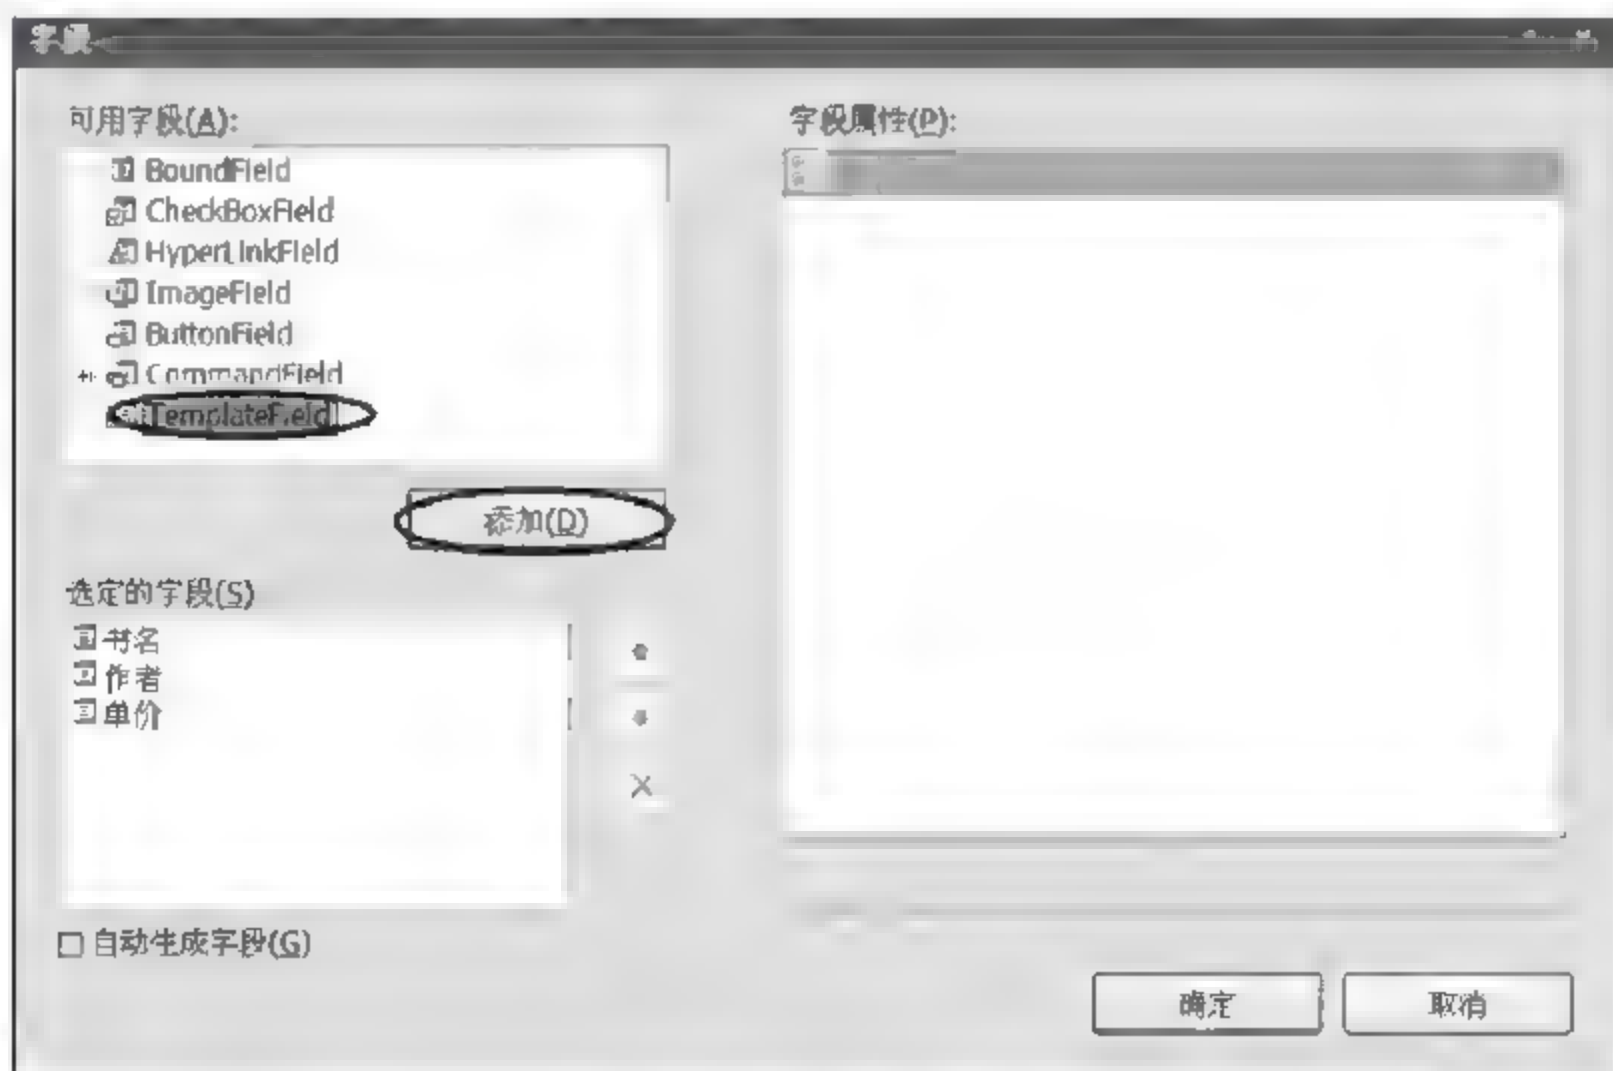 字段
可用字段(A):
BoundField
CheckBoxField
HyperLinkField
ImageField
ButtonField
CommandField
TemplateField
添加(D)
选定的字段(S)
书名
作者
单价
自动生成字段(G)
字段属性(P):
确定
取消